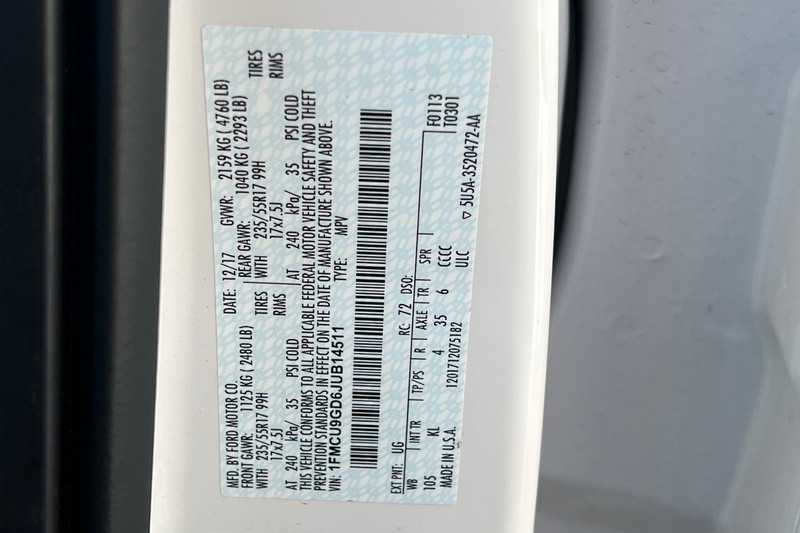 MFD. BY FORD MOTOR CO.
DATE: 12/17 GVWR: 2159 KG ( 4760 LB)
FRONT GAWR: 1125 KG ( 2480 LB) REAR GAWR: 1040 KG ( 2293 LB)
WITH 235/55R17 99H TIRES WITH 235/55R17 99H TIRES
17x7.5J RIMS 17x7.5J RIMS
AT 240 kPa/ 35 PSI COLD AT 240 kPa/ 35 PSI COLD
THIS VEHICLE CONFORMS TO ALL APPLICABLE FEDERAL MOTOR VEHICLE SAFETY AND THEFT
PREVENTION STANDARDS IN EFFECT ON THE DATE OF MANUFACTURE SHOWN ABOVE.
VIN: 1FMCU9GD6JUB14511 TYPE: MPV
EXT PNT: UG RC: 72 DSO: F0113
WB INT TR TP/PS R AXLE TR SPR T0301
105 KL 4 35 6 CCCC
MADE IN U.S.A. 1201712075182 ULC ▽ 5U5A-3520472-AA